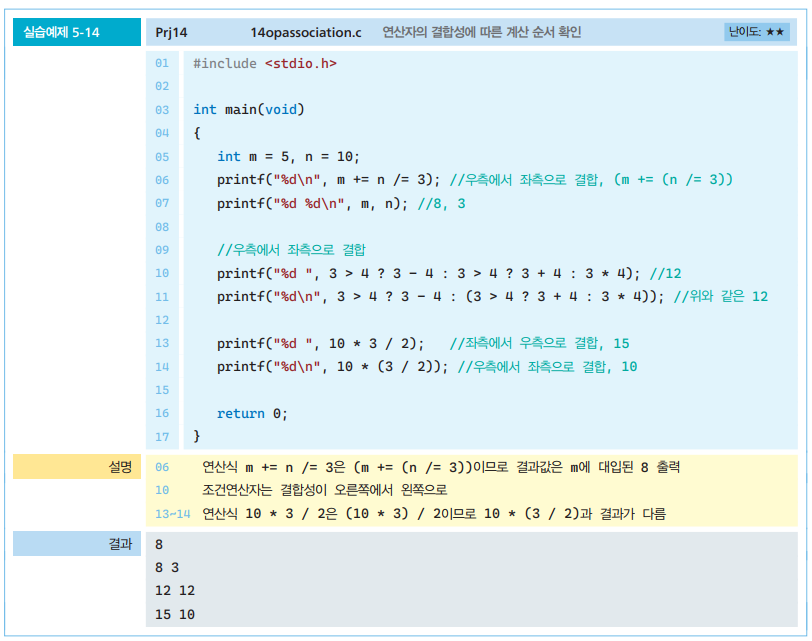 실습예제 5-14 Prj14 14opassociation.c 연산자의 결합성에 따른 계산 순서 확인 난이도: ★★
01 #include <stdio.h>
02
03 int main(void)
04 {
05 int m = 5, n = 10;
06 printf("%d\n", m += n /= 3); //우측에서 좌측으로 결합, (m += (n /= 3))
07 printf("%d %d\n", m, n); //8, 3
08
09 //우측에서 좌측으로 결합
10 printf("%d ", 3 > 4 ? 3 - 4 : 3 > 4 ? 3 + 4 : 3 * 4); //12
11 printf("%d\n", 3 > 4 ? 3 - 4 : (3 > 4 ? 3 + 4 : 3 * 4)); //위와 같은 12
12
13 printf("%d ", 10 * 3 / 2); //좌측에서 우측으로 결합, 15
14 printf("%d\n", 10 * (3 / 2)); //우측에서 좌측으로 결합, 10
15
16 return 0;
17 }
설명 06 연산식 m += n /= 3은 (m += (n /= 3))이므로 결과값은 m에 대입된 8 출력
10 조건연산자는 결합성이 오른쪽에서 왼쪽으로
13~14 연산식 10 * 3 / 2은 (10 * 3) / 2이므로 10 * (3 / 2)과 결과가 다름
결과 8
8 3
12 12
15 10